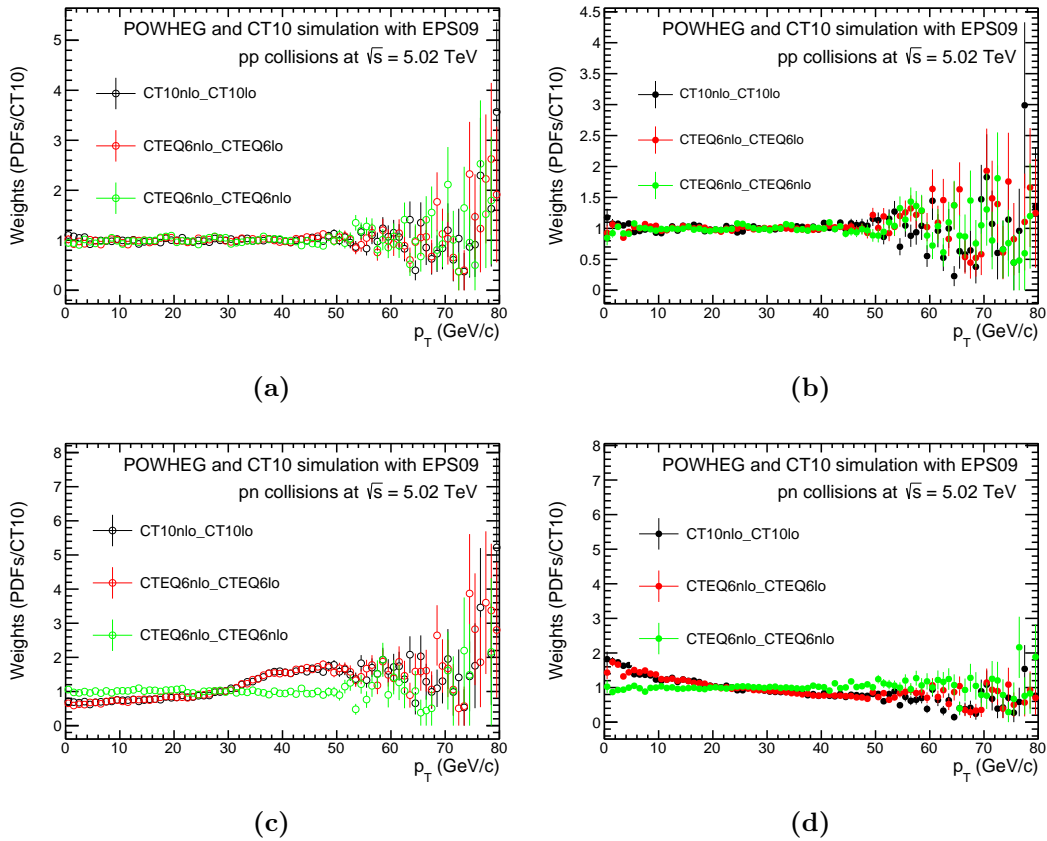 POWHEG and CT10 simulation with EPS09
pp collisions at √s = 5.02 TeV
CT10nlo_CT10lo
CTEQ6nlo_CTEQ6lo
CTEQ6nlo_CTEQ6nlo
Weights (PDFs/CT10)
5
4
3
2
1
0
0 10 20 30 40 50 60 70 80
p_T (GeV/c)
(a)
POWHEG and CT10 simulation with EPS09
pp collisions at √s = 5.02 TeV
CT10nlo_CT10lo
CTEQ6nlo_CTEQ6lo
CTEQ6nlo_CTEQ6nlo
Weights (PDFs/CT10)
4.5
4
3.5
3
2.5
2
1.5
1
0.5
0
0 10 20 30 40 50 60 70 80
p_T (GeV/c)
(b)
POWHEG and CT10 simulation with EPS09
pn collisions at √s = 5.02 TeV
CT10nlo_CT10lo
CTEQ6nlo_CTEQ6lo
CTEQ6nlo_CTEQ6nlo
Weights (PDFs/CT10)
8
7
6
5
4
3
2
1
0
0 10 20 30 40 50 60 70 80
p_T (GeV/c)
(c)
POWHEG and CT10 simulation with EPS09
pn collisions at √s = 5.02 TeV
CT10nlo_CT10lo
CTEQ6nlo_CTEQ6lo
CTEQ6nlo_CTEQ6nlo
Weights (PDFs/CT10)
8
7
6
5
4
3
2
1
0
0 10 20 30 40 50 60 70 80
p_T (GeV/c)
(d)